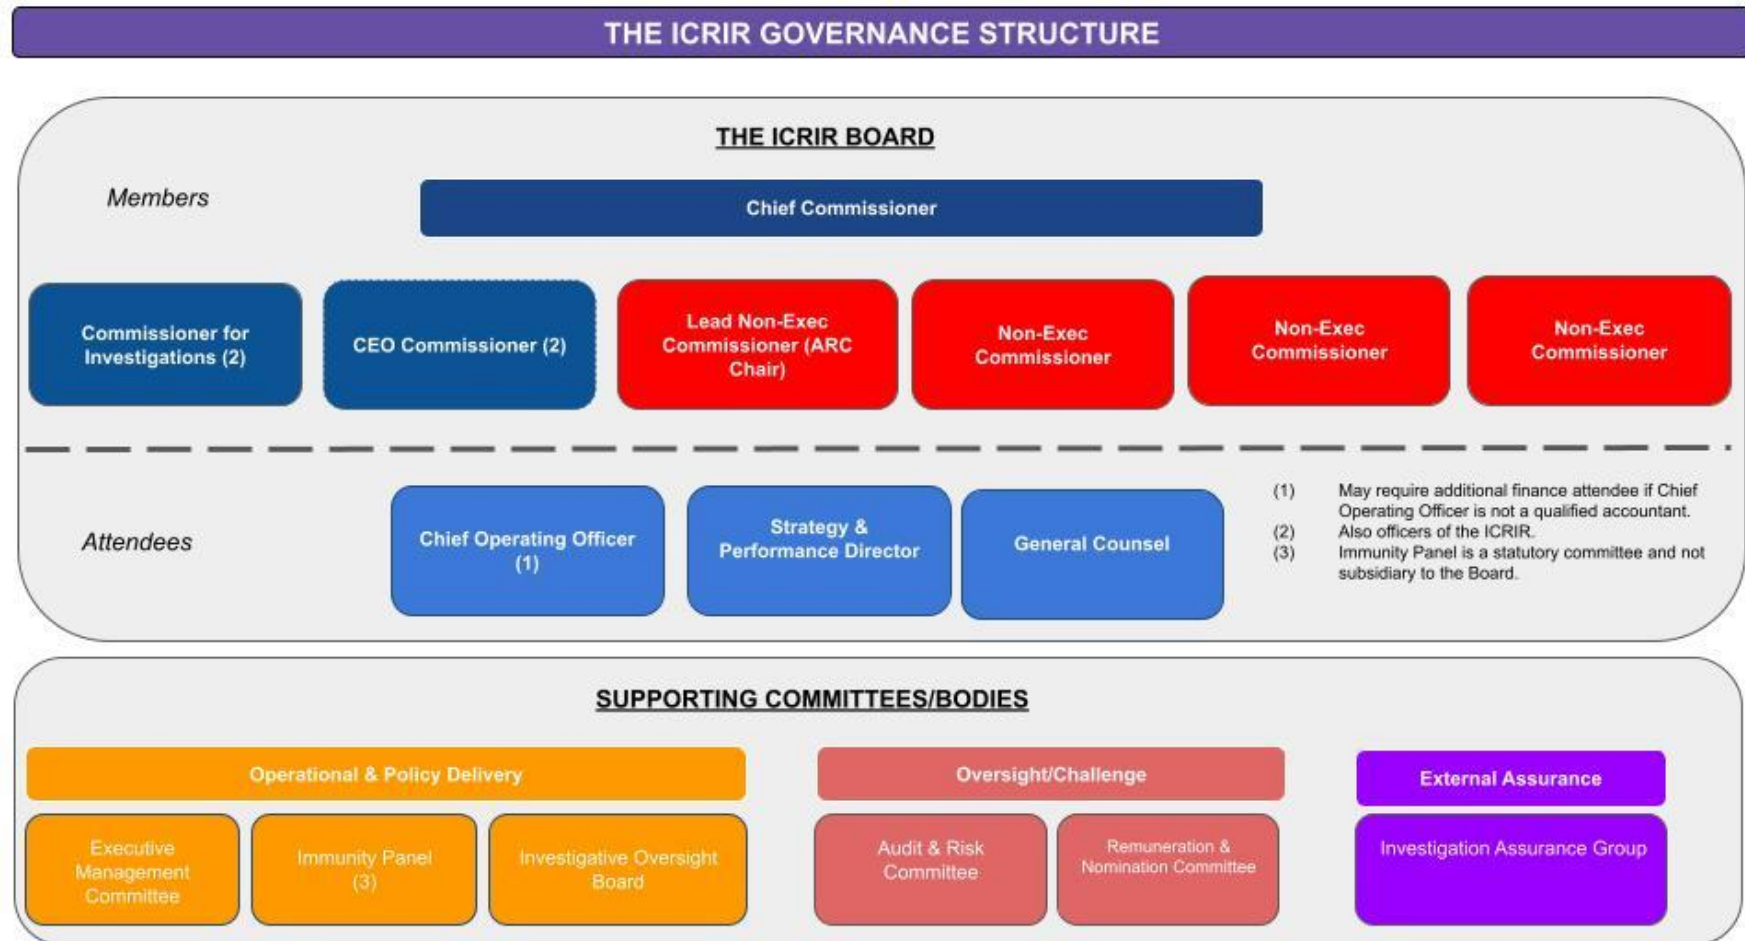 THE ICRIR GOVERNANCE STRUCTURE
THE ICRIR BOARD
Members
Chief Commissioner
Commissioner for
Investigations (2)
CEO Commissioner (2)
Lead Non-Exec
Commissioner (ARC
Chair)
Non-Exec
Commissioner
Non-Exec
Commissioner
Non-Exec
Commissioner
Attendees
Chief Operating Officer
(1)
Strategy &
Performance Director
General Counsel
(1) May require additional finance attendee if Chief
Operating Officer is not a qualified accountant.
(2) Also officers of the ICRIR.
(3) Immunity Panel is a statutory committee and not
subsidiary to the Board.
SUPPORTING COMMITTEES/BODIES
Operational & Policy Delivery
Executive
Management
Committee
Immunity Panel
(3)
Investigative Oversight
Board
Oversight/Challenge
Audit & Risk
Committee
Remuneration &
Nomination Committee
External Assurance
Investigation Assurance Group